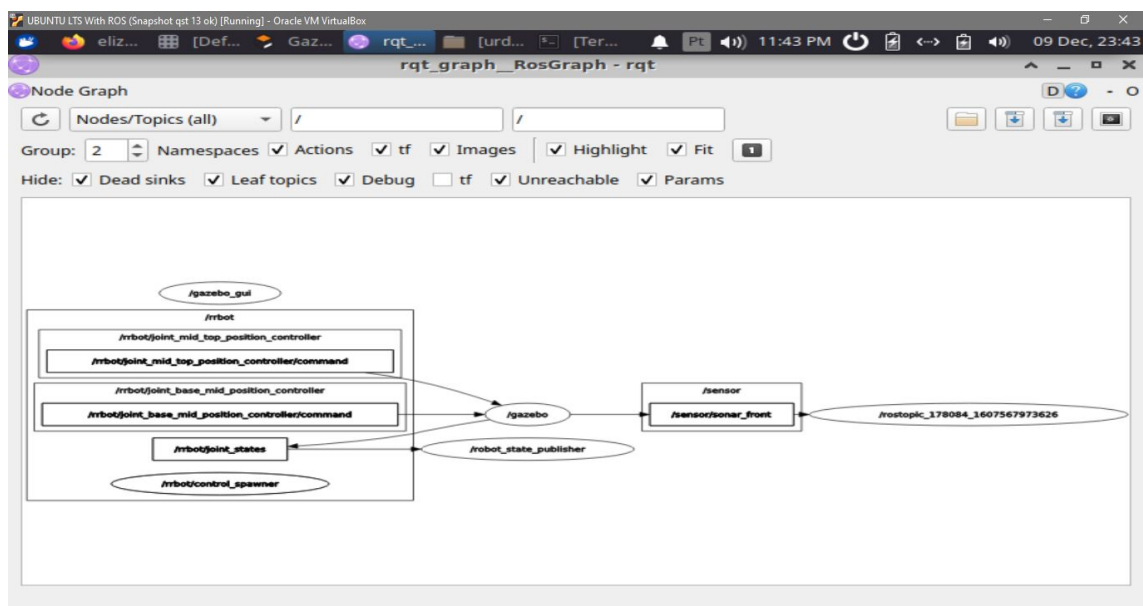 UBUNTU LTS With ROS (Snapshot qst 13 ok) [Running] - Oracle VM VirtualBox
eliz... [Def... Gaz... rqt_... [urd... [Ter... Pt 11:43 PM 09 Dec, 23:43
rqt_graph__RosGraph - rqt
Node Graph D ? - O
Nodes/Topics (all) / /
Group: 2 Namespaces Actions tf Images Highlight Fit 1
Hide: Dead sinks Leaf topics Debug tf Unreachable Params
/gazebo_gui
/rrbot
/rrbot/joint_mid_top_position_controller
/rrbot/joint_mid_top_position_controller/command
/rrbot/joint_base_mid_position_controller
/rrbot/joint_base_mid_position_controller/command
/rrbot/joint_states
/rrbot/control_spawner
/gazebo
/robot_state_publisher
/sensor
/sensor/sonar_front
/rostopic_178084_1607567973626